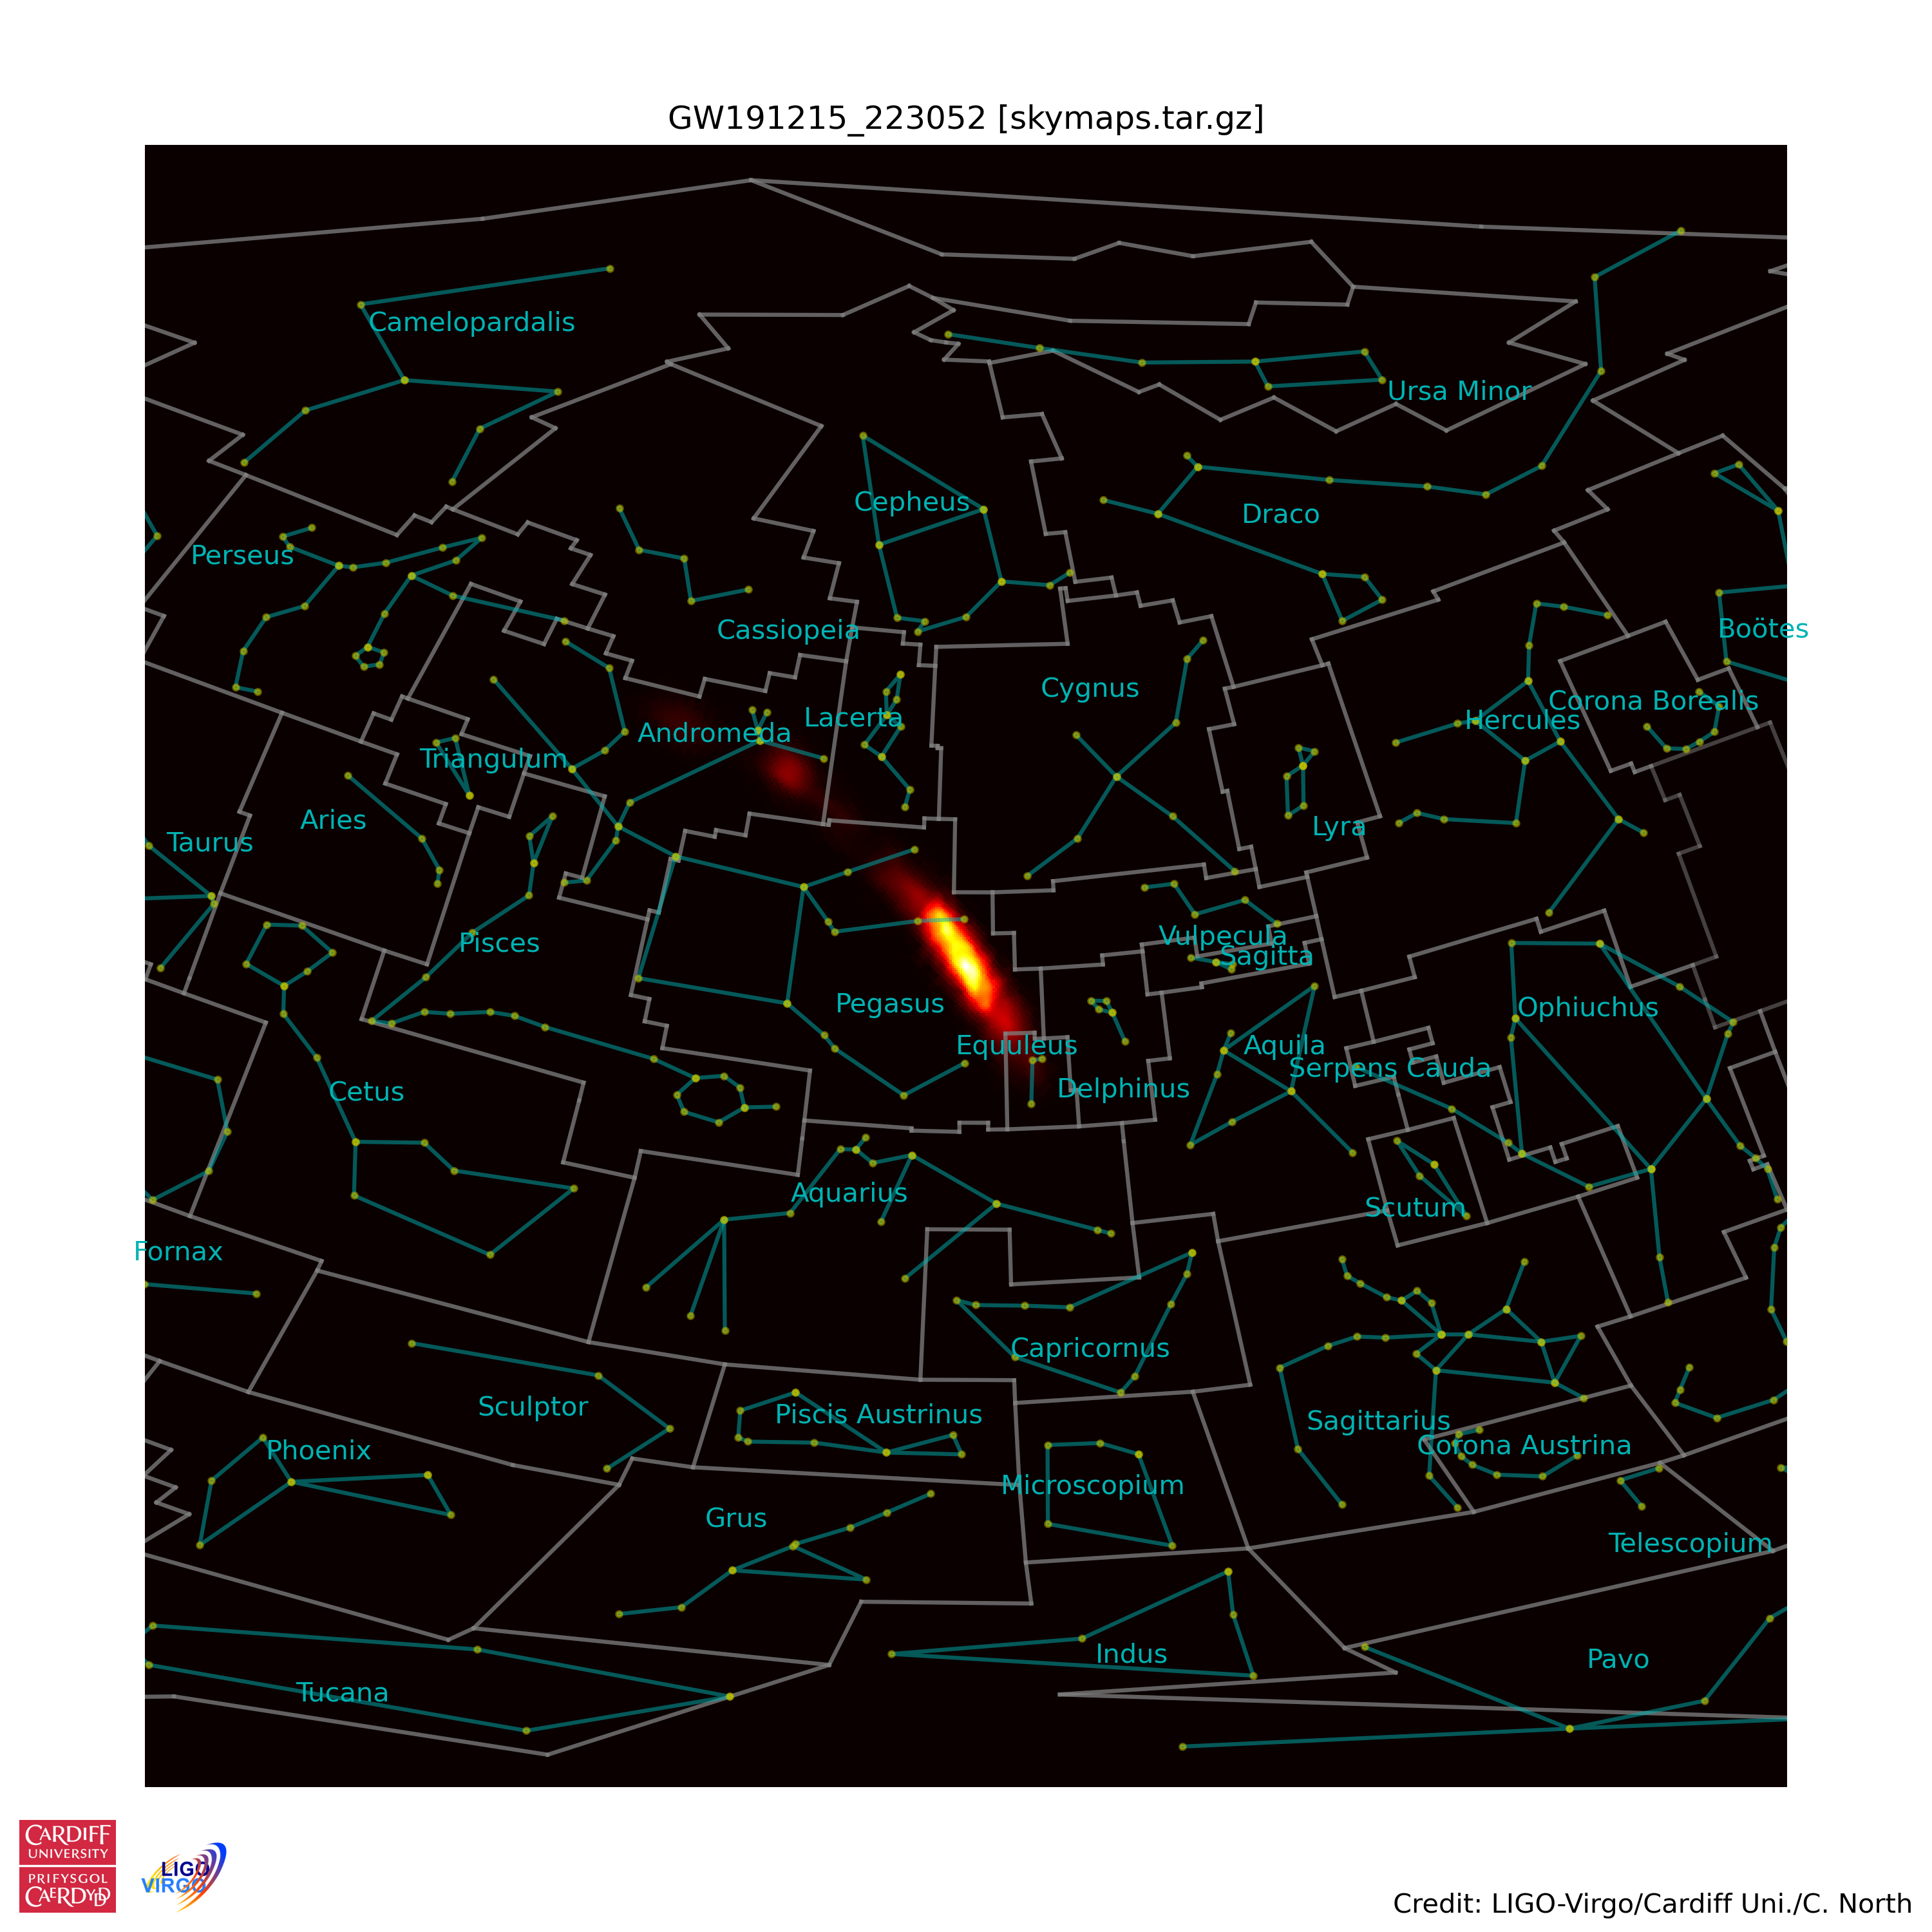 GW191215_223052 [skymaps.tar.gz]
Camelopardalis
Ursa Minor
Cepheus
Draco
Perseus
Cassiopeia
Boötes
Cygnus
Corona Borealis
Lacerta
Hercules
Andromeda
Triangulum
Aries
Lyra
Taurus
Pisces
Vulpecula
Sagitta
Pegasus
Ophiuchus
Equuleus
Aquila
Serpens Cauda
Cetus
Delphinus
Aquarius
Scutum
Fornax
Capricornus
Sculptor
Piscis Austrinus
Sagittarius
Phoenix
Corona Austrina
Microscopium
Grus
Telescopium
Indus
Pavo
Tucana
CARDIFF
UNIVERSITY
PRIFYSGOL
CAERDYDD
LIGO
VIRGO
Credit: LIGO-Virgo/Cardiff Uni./C. North